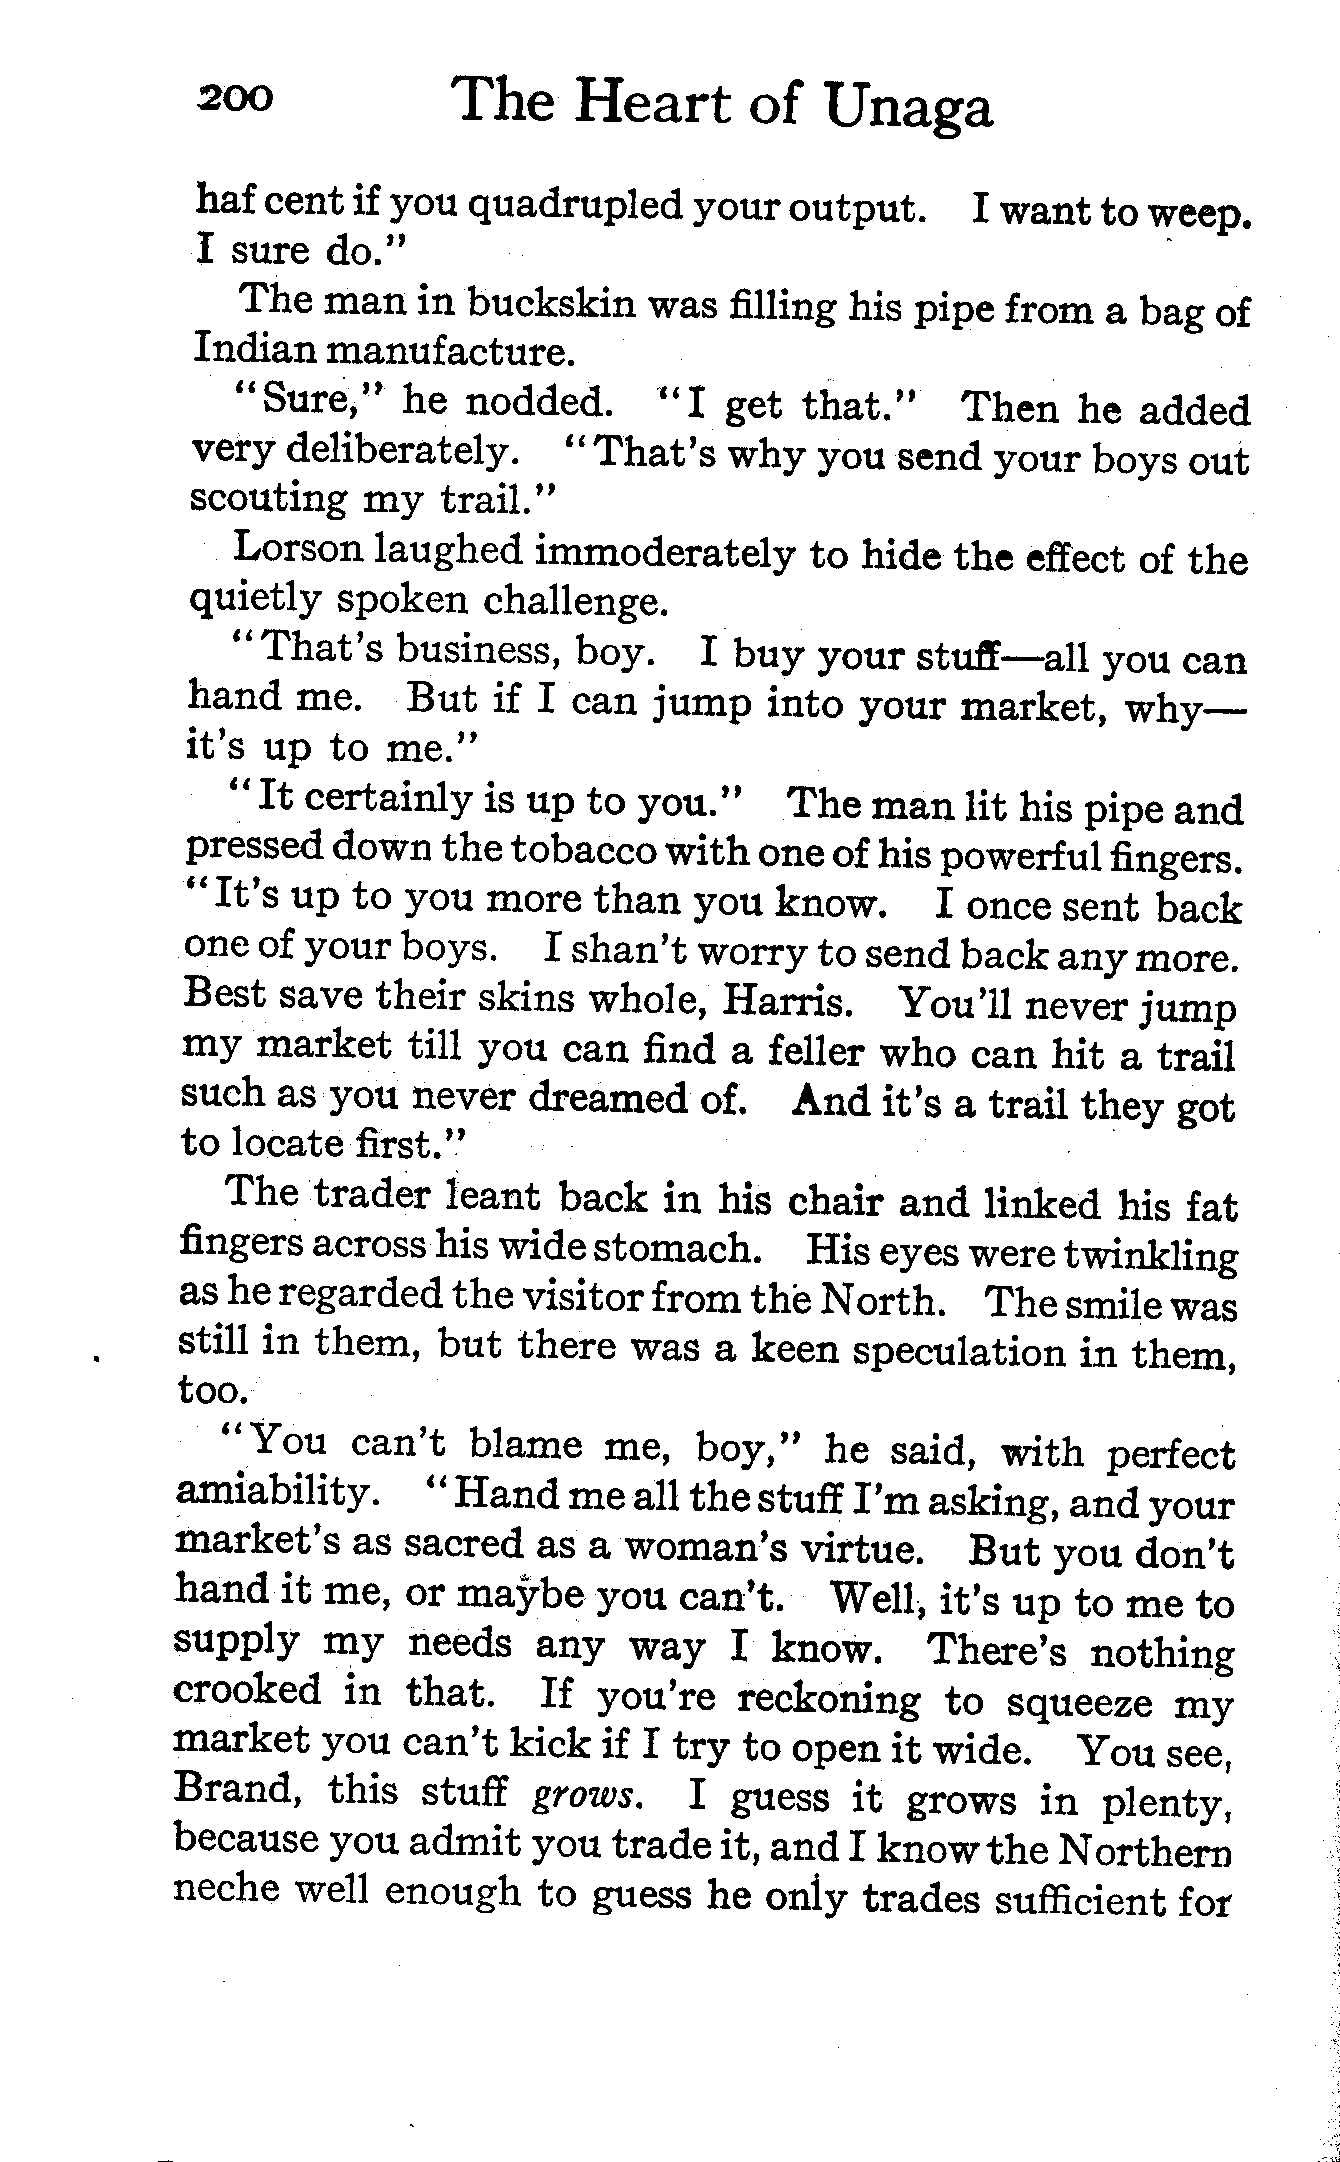 200 The Heart of Unaga
haf cent if you quadrupled your output. I want to weep.
I sure do."
The man in buckskin was filling his pipe from a bag of
Indian manufacture.
"Sure," he nodded. "I get that." Then he added
very deliberately. "That's why you send your boys out
scouting my trail."
Lorson laughed immoderately to hide the effect of the
quietly spoken challenge.
"That's business, boy. I buy your stuff—all you can
hand me. But if I can jump into your market, why—
it's up to me."
"It certainly is up to you." The man lit his pipe and
pressed down the tobacco with one of his powerful fingers.
"It's up to you more than you know. I once sent back
one of your boys. I shan't worry to send back any more.
Best save their skins whole, Harris. You'll never jump
my market till you can find a feller who can hit a trail
such as you never dreamed of. And it's a trail they got
to locate first."
The trader leant back in his chair and linked his fat
fingers across his wide stomach. His eyes were twinkling
as he regarded the visitor from the North. The smile was
still in them, but there was a keen speculation in them,
too.
"You can't blame me, boy," he said, with perfect
amiability. "Hand me all the stuff I'm asking, and your
market's as sacred as a woman's virtue. But you don't
hand it me, or maybe you can't. Well, it's up to me to
supply my needs any way I know. There's nothing
crooked in that. If you're reckoning to squeeze my
market you can't kick if I try to open it wide. You see,
Brand, this stuff grows. I guess it grows in plenty,
because you admit you trade it, and I know the Northern
neche well enough to guess he only trades sufficient for